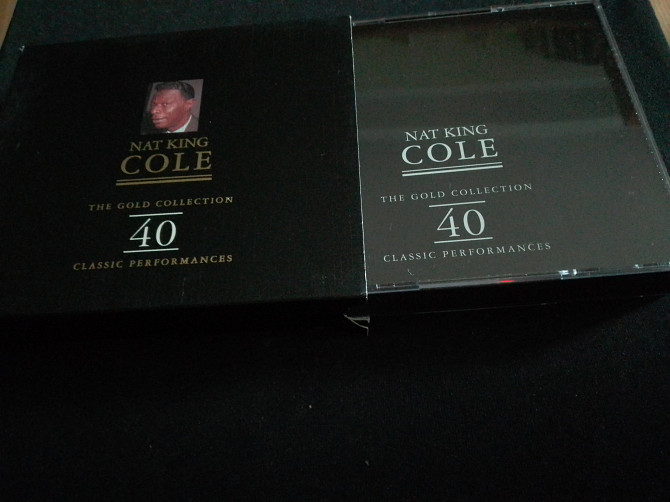 NAT KING
COLE
THE GOLD COLLECTION
40
CLASSIC PERFORMANCES
NAT KING
COLE
THE GOLD COLLECTION
40
CLASSIC PERFORMANCES